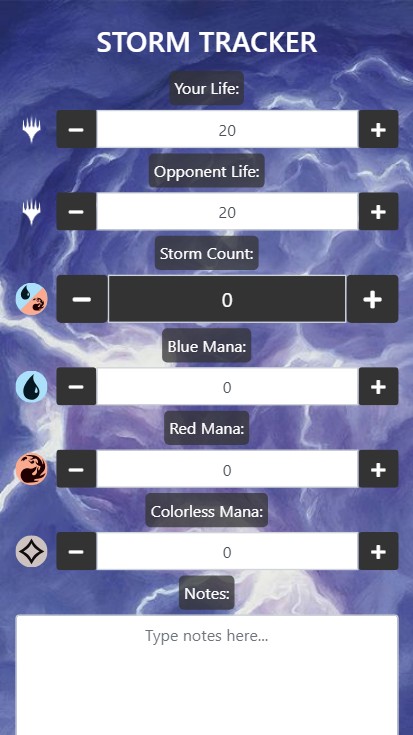 STORM TRACKER
Your Life:
20
Opponent Life:
20
Storm Count:
0
Blue Mana:
0
Red Mana:
0
Colorless Mana:
0
Notes:
Type notes here...